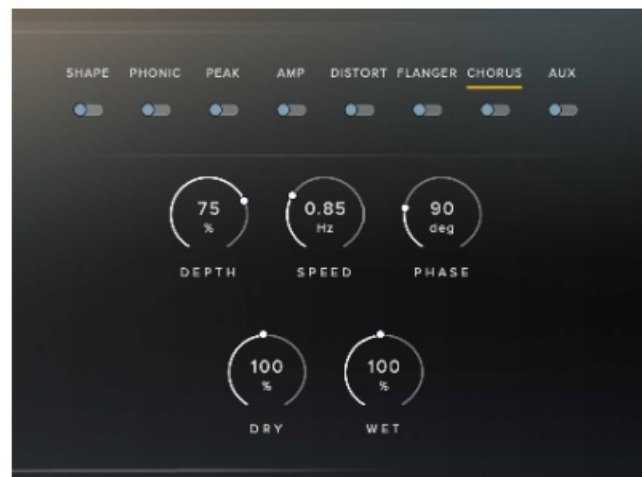 SHAPE PHONIC PEAK AMP DISTORT FLANGER CHORUS AUX
75 0.85 90
% Hz deg
DEPTH SPEED PHASE
100 100
% %
DRY WET